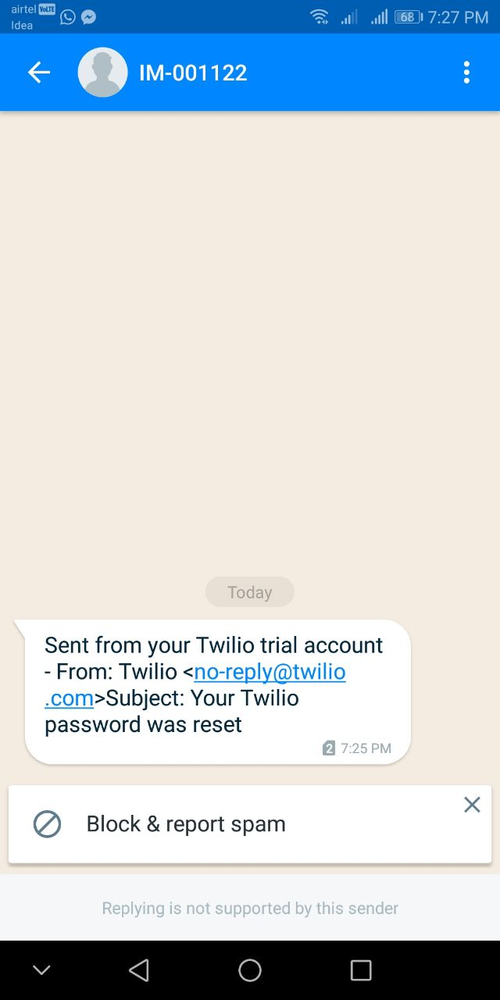 airtel VoLTE
Idea
68 7:27 PM
IM-001122
Today
Sent from your Twilio trial account
- From: Twilio <no-reply@twilio
.com>Subject: Your Twilio
password was reset
2 7:25 PM
Block & report spam
Replying is not supported by this sender